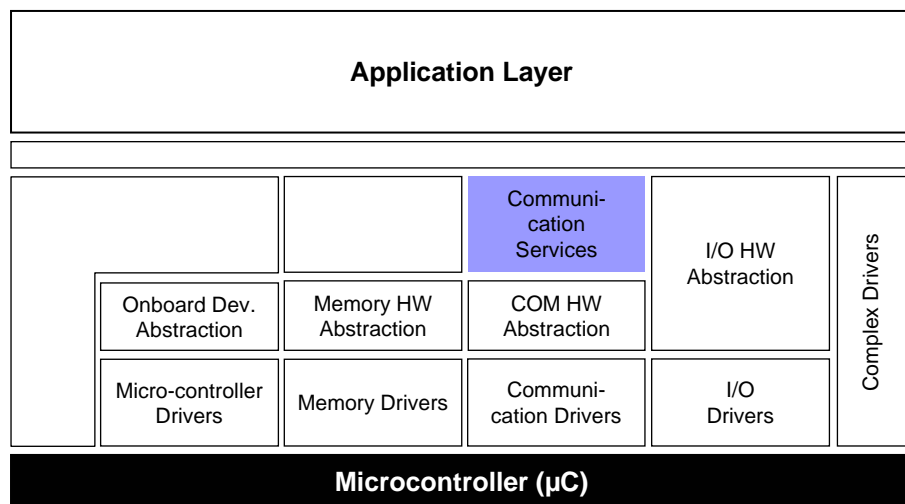 Application Layer
Communi-
cation
Services
I/O HW
Abstraction
Complex Drivers
Onboard Dev.
Abstraction
Memory HW
Abstraction
COM HW
Abstraction
Micro-controller
Drivers
Memory Drivers
Communi-
cation Drivers
I/O
Drivers
Microcontroller (µC)